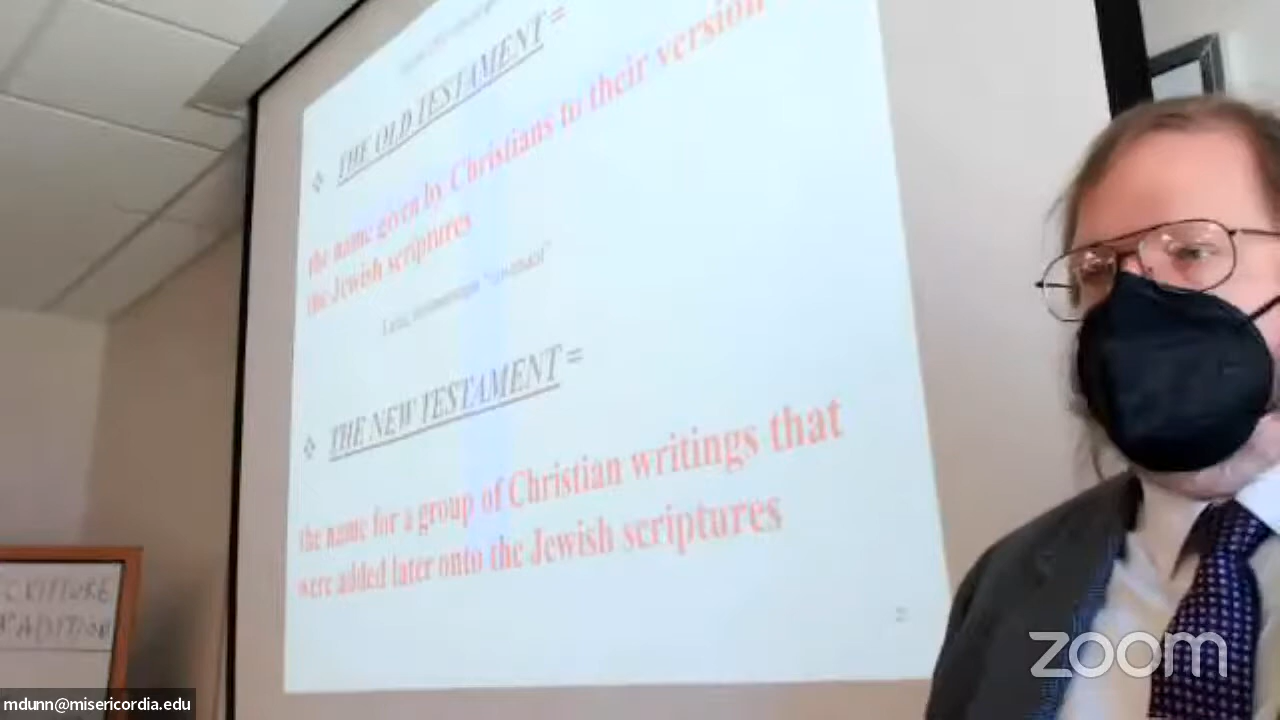 ❖ THE OLD TESTAMENT =
the name given by Christians to their version
the Jewish scriptures
❖ THE NEW TESTAMENT =
the name for a group of Christian writings that
were added later onto the Jewish scriptures
zoom
mdunn@misericordia.edu